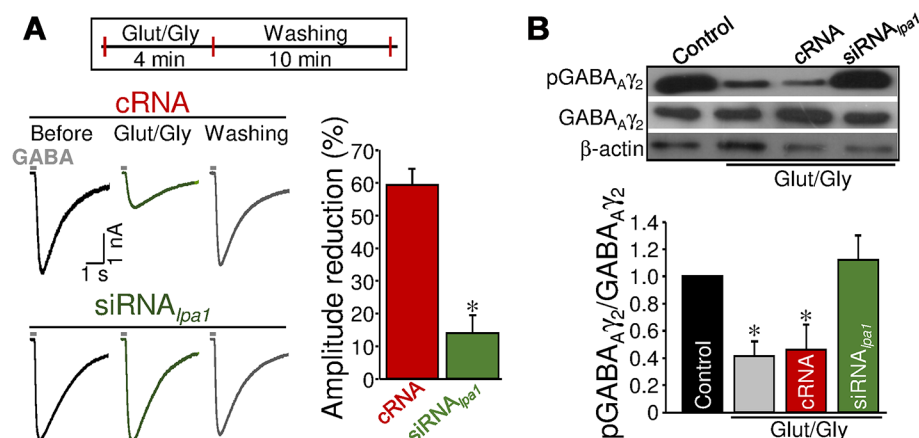 A
Glut/Gly Washing
4 min 10 min
cRNA
Before Glut/Gly Washing
GABA
1 s
1 nA
siRNAlpa1
Amplitude reduction (%)
70
60
50
40
30
20
10
0
*
cRNA
siRNAlpa1
B
Control cRNA siRNAlpa1
pGABAAγ2
GABAAγ2
β-actin
Glut/Gly
pGABAAγ2/GABAAγ2
1.4
1.2
1
0.8
0.6
0.4
0.2
0
* *
Control
cRNA
siRNAlpa1
Glut/Gly